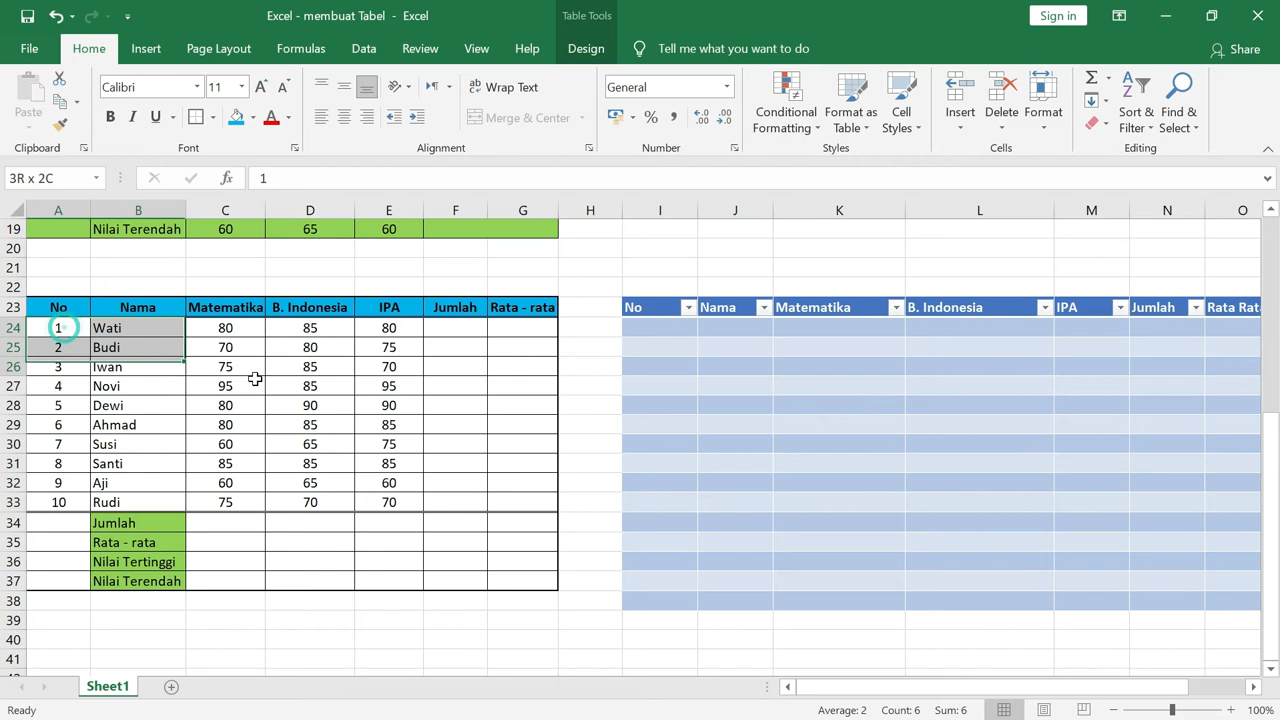 Excel - membuat Tabel - Excel
Table Tools
Sign in
File Home Insert Page Layout Formulas Data Review View Help Design Tell me what you want to do Share
Calibri 11 Wrap Text General
Paste B I U Merge & Center % , Conditional Formatting Format as Table Cell Styles Insert Delete Format Sort & Filter Find & Select
Clipboard Font Alignment Number Styles Cells Editing
3R x 2C fx 1
A B C D E F G H I J K L M N O
19 Nilai Terendah 60 65 60
20
21
22
23 No Nama Matematika B. Indonesia IPA Jumlah Rata - rata No Nama Matematika B. Indonesia IPA Jumlah Rata Rat
24 1 Wati 80 85 80
25 2 Budi 70 80 75
26 3 Iwan 75 85 70
27 4 Novi 95 85 95
28 5 Dewi 80 90 90
29 6 Ahmad 80 85 85
30 7 Susi 60 65 75
31 8 Santi 85 85 85
32 9 Aji 60 65 60
33 10 Rudi 75 70 70
34 Jumlah
35 Rata - rata
36 Nilai Tertinggi
37 Nilai Terendah
38
39
40
41
Sheet1
Ready Average: 2 Count: 6 Sum: 6 100%